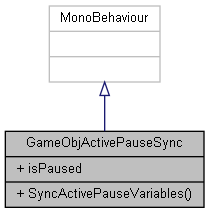 MonoBehaviour
GameObjActivePauseSync
+ isPaused
+ SyncActivePauseVariables()